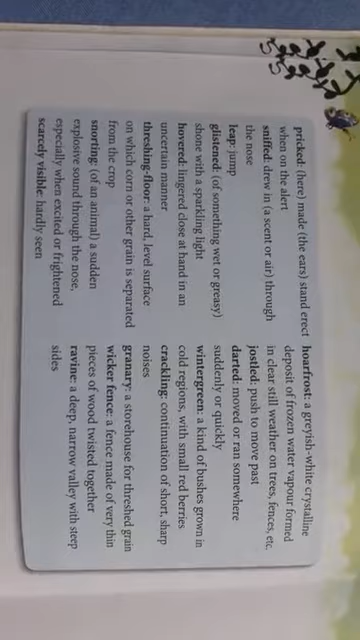 pricked: (here) made (the ears) stand erect
when on the alert
sniffed: drew in (a scent or air) through
the nose
leap: jump
glistened: (of something wet or greasy)
shone with a sparkling light
hovered: lingered close at hand in an
uncertain manner
threshing-floor: a hard, level surface
on which corn or other grain is separated
from the crop
snorting: (of an animal) a sudden
explosive sound through the nose,
especially when excited or frightened
scarcely visible: hardly seen
hoarfrost: a greyish-white crystalline
deposit of frozen water vapour formed
in clear still weather on trees, fences, etc.
jostled: push to move past
darted: moved or ran somewhere
suddenly or quickly
wintergreen: a kind of bushes grown in
cold regions, with small red berries
crackling: continuation of short, sharp
noises
granary: a storehouse for threshed grain
wicker fence: a fence made of very thin
pieces of wood twisted together
ravine: a deep, narrow valley with steep
sides